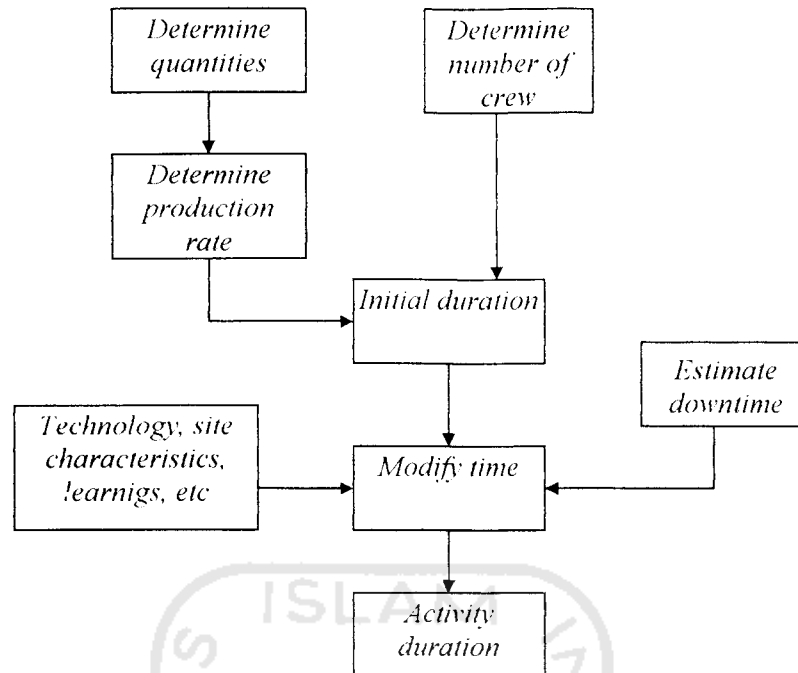 Determine
quantities
Determine
number of
crew
Determine
production
rate
Initial duration
Estimate
downtime
Technology, site
characteristics,
learnigs, etc
Modify time
Activity
duration
S ISLAM IN